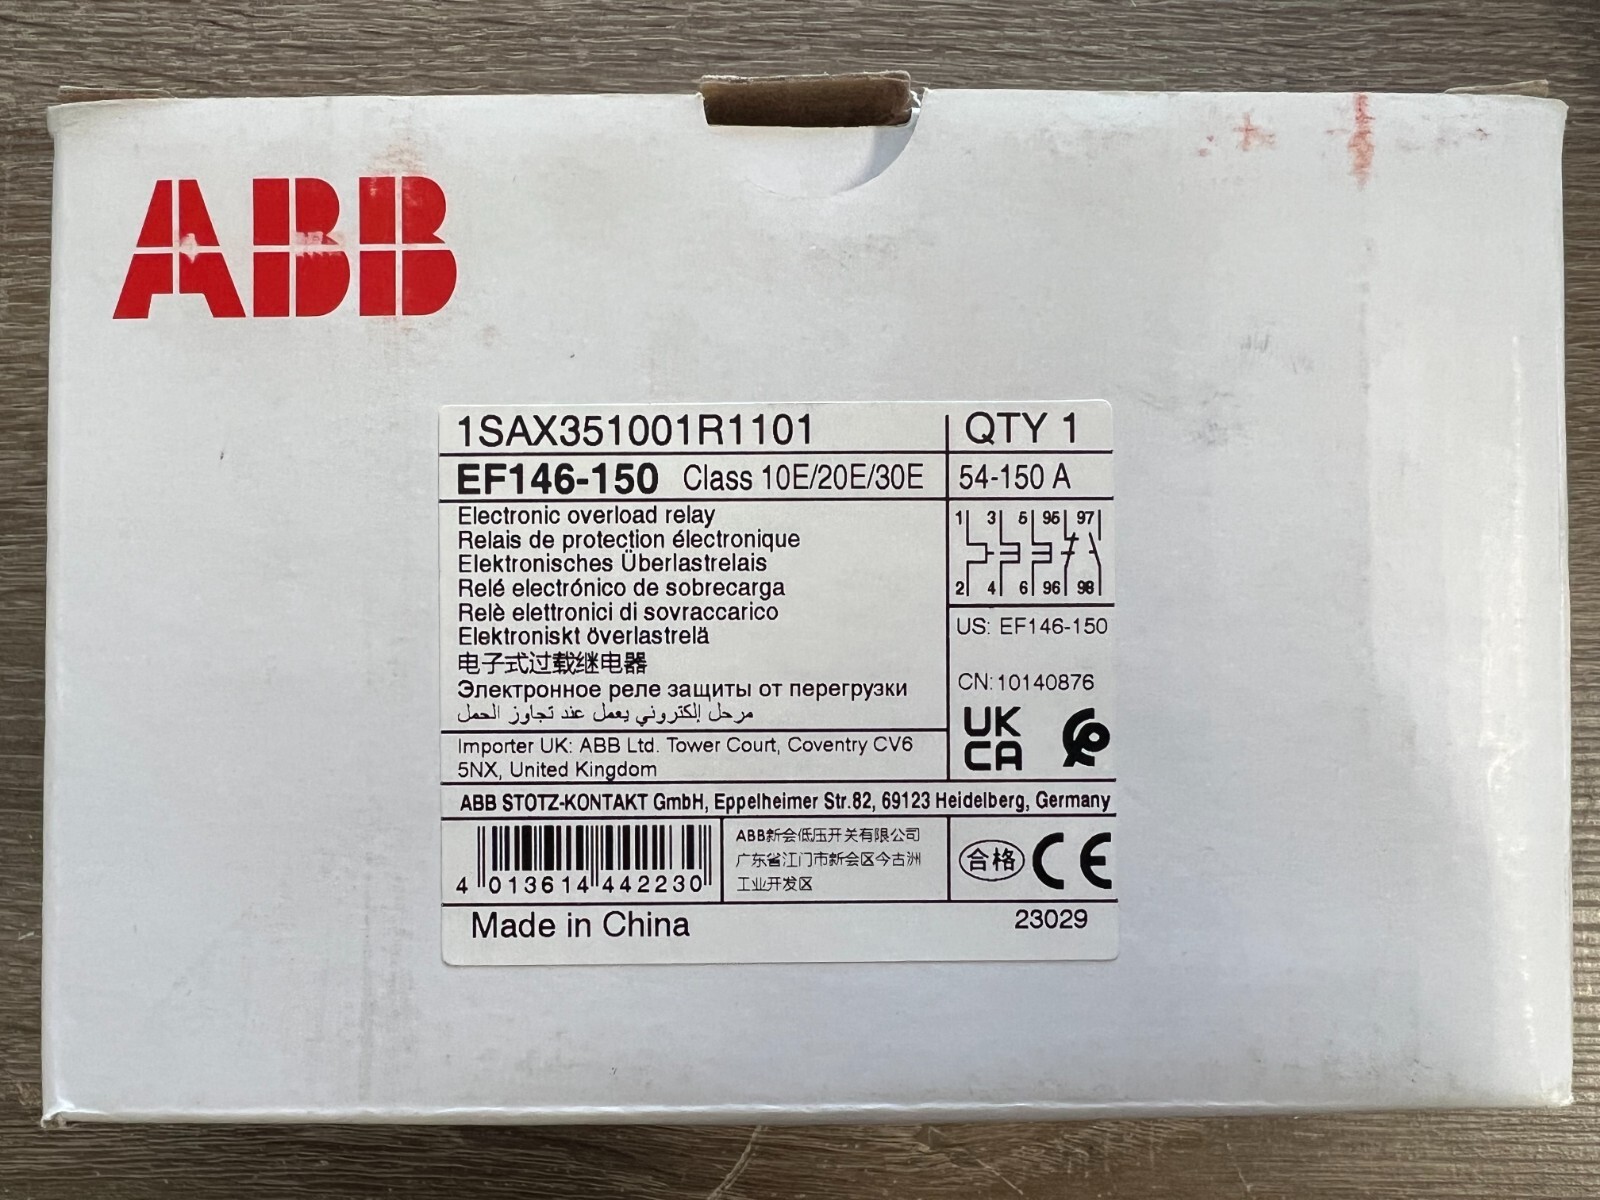 ABB
1SAX351001R1101 QTY 1
EF146-150 Class 10E/20E/30E 54-150 A
Electronic overload relay
Relais de protection électronique
Elektronisches Überlastrelais
Relé electrónico de sobrecarga
Relè elettronici di sovraccarico
Elektroniskt överlastrelä
电子式过载继电器
Электронное реле защиты от перегрузки
مرحل إلكتروني يعمل عند تجاوز الحمل
1 3 5 95 97
2 4 6 96 98
US: EF146-150
CN:10140876
UK
CA
Importer UK: ABB Ltd. Tower Court, Coventry CV6
5NX, United Kingdom
ABB STOTZ-KONTAKT GmbH, Eppelheimer Str.82, 69123 Heidelberg, Germany
4 013614 442230
ABB新会低压开关有限公司
广东省江门市新会区今古洲
工业开发区
合格 CE
Made in China 23029